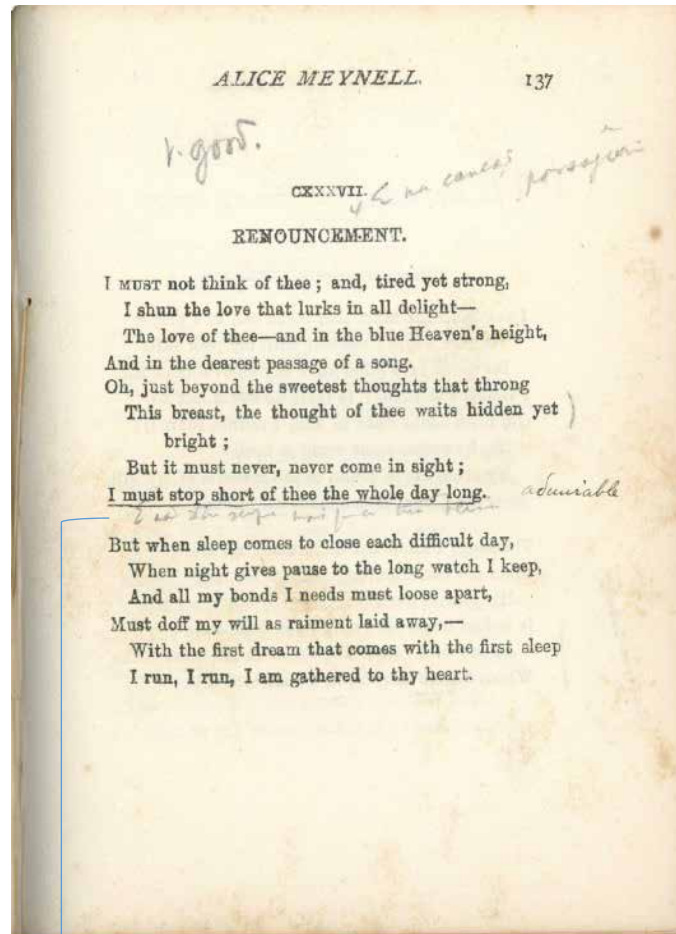 ALICE MEYNELL. 137
v. good.
CXXXVII.
RENOUNCEMENT.
I MUST not think of thee; and, tired yet strong,
I shun the love that lurks in all delight—
The love of thee—and in the blue Heaven's height,
And in the dearest passage of a song.
Oh, just beyond the sweetest thoughts that throng
This breast, the thought of thee waits hidden yet
bright;
But it must never, never come in sight;
I must stop short of thee the whole day long. admirable
But when sleep comes to close each difficult day,
When night gives pause to the long watch I keep,
And all my bonds I needs must loose apart,
Must doff my will as raiment laid away,—
With the first dream that comes with the first sleep
I run, I run, I am gathered to thy heart.